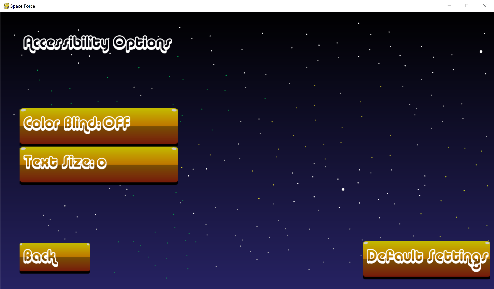 Space Force
Accessibility Options
Color Blind: OFF
Text Size: 0
Back
Default Settings